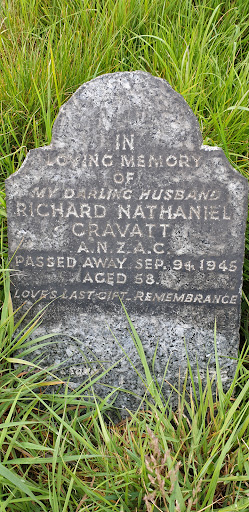 IN
LOVING MEMORY
OF
MY DARLING HUSBAND
RICHARD NATHANIEL
CRAVATT
A.N.Z.A.C.
PASSED AWAY SEP. 9TH 1945
AGED 58.
LOVE'S LAST GIFT. REMEMBRANCE